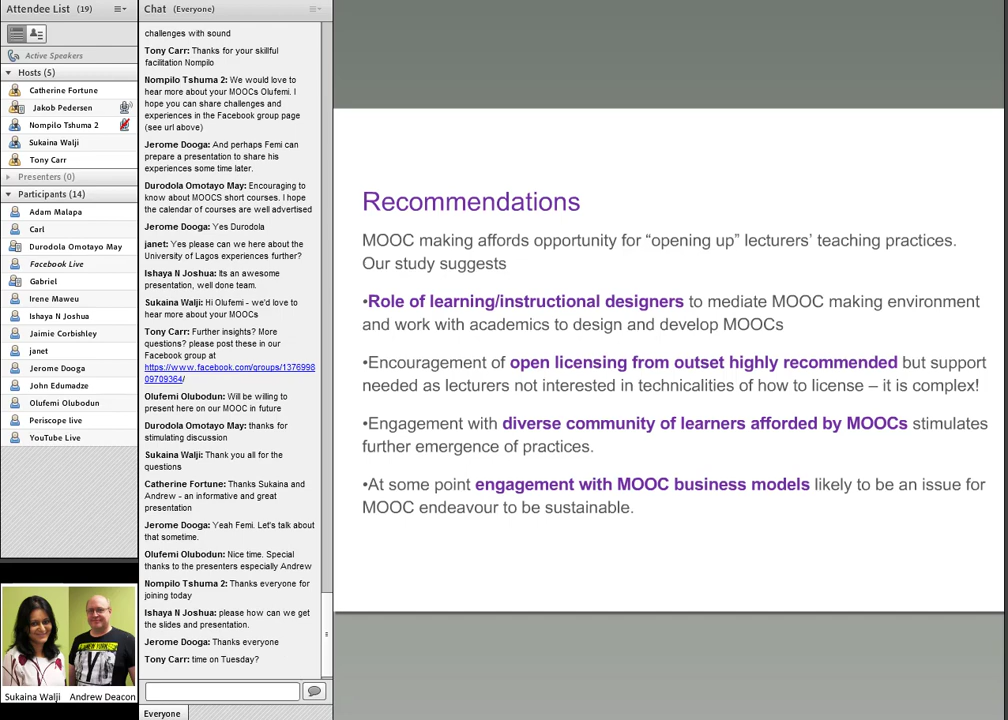 Attendee List (19)
Active Speakers
Hosts (5)
Catherine Fortune
Jakob Pedersen
Nompilo Tshuma 2
Sukaina Walji
Tony Carr
Presenters (0)
Participants (14)
Adam Malapa
Carl
Durodola Omotayo May
Facebook Live
Gabriel
Irene Maweu
Ishaya N Joshua
Jaimie Corbishley
janet
Jerome Dooga
John Edumadze
Olufemi Olubodun
Periscope live
YouTube Live
Sukaina Walji Andrew Deacon
Chat (Everyone)
challenges with sound
Tony Carr: Thanks for your skillful
facilitation Nompilo
Nompilo Tshuma 2: We would love to
hear more about your MOOCs Olufemi. I
hope you can share challenges and
experiences in the Facebook group page
(see url above)
Jerome Dooga: And perhaps Femi can
prepare a presentation to share his
experiences some time later.
Durodola Omotayo May: Encouraging to
know about MOOCS short courses. I hope
the calendar of courses are well advertised
Jerome Dooga: Yes Durodola
janet: Yes please can we here about the
University of Lagos experiences further?
Ishaya N Joshua: Its an awesome
presentation, well done team.
Sukaina Walji: Hi Olufemi - we'd love to
hear more about your MOOCs
Tony Carr: Further insights? More
questions? please post these in our
Facebook group at
https://www.facebook.com/groups/1376998
09709364/
Olufemi Olubodun: Will be willing to
present here on our MOOC in future
Durodola Omotayo May: thanks for
stimulating discussion
Sukaina Walji: Thank you all for the
questions
Catherine Fortune: Thanks Sukaina and
Andrew - an informative and great
presentation
Jerome Dooga: Yeah Femi. Let's talk about
that sometime.
Olufemi Olubodun: Nice time. Special
thanks to the presenters especially Andrew
Nompilo Tshuma 2: Thanks everyone for
joining today
Ishaya N Joshua: please how can we get
the slides and presentation.
Jerome Dooga: Thanks everyone
Tony Carr: time on Tuesday?
Everyone
Recommendations
MOOC making affords opportunity for “opening up” lecturers’ teaching practices.
Our study suggests
•Role of learning/instructional designers to mediate MOOC making environment
and work with academics to design and develop MOOCs
•Encouragement of open licensing from outset highly recommended but support
needed as lecturers not interested in technicalities of how to license – it is complex!
•Engagement with diverse community of learners afforded by MOOCs stimulates
further emergence of practices.
•At some point engagement with MOOC business models likely to be an issue for
MOOC endeavour to be sustainable.